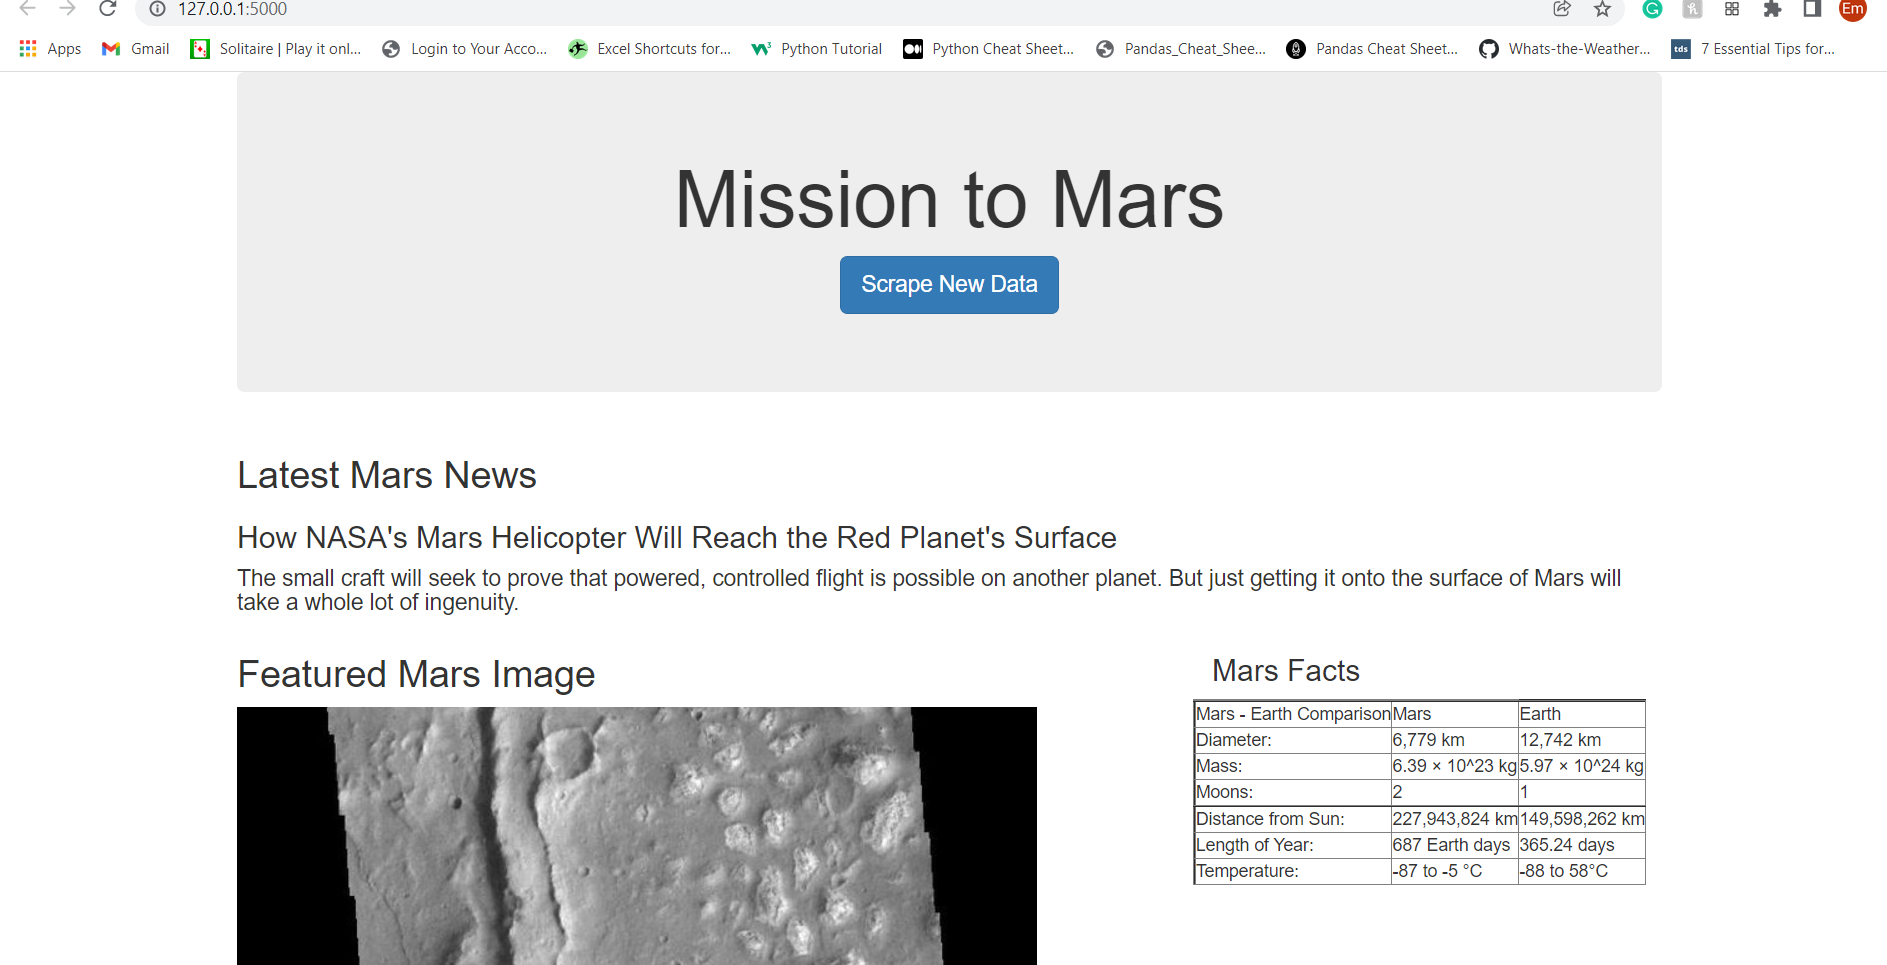 127.0.0.1:5000
Em
Apps Gmail Solitaire | Play it onl... Login to Your Acco... Excel Shortcuts for... Python Tutorial Python Cheat Sheet... Pandas_Cheat_Shee... Pandas Cheat Sheet... Whats-the-Weather... tds 7 Essential Tips for...
Mission to Mars
Scrape New Data
Latest Mars News
How NASA's Mars Helicopter Will Reach the Red Planet's Surface
The small craft will seek to prove that powered, controlled flight is possible on another planet. But just getting it onto the surface of Mars will
take a whole lot of ingenuity.
Featured Mars Image
Mars Facts
Mars - Earth Comparison Mars Earth
Diameter: 6,779 km 12,742 km
Mass: 6.39 × 10^23 kg 5.97 × 10^24 kg
Moons: 2 1
Distance from Sun: 227,943,824 km 149,598,262 km
Length of Year: 687 Earth days 365.24 days
Temperature: -87 to -5 °C -88 to 58°C